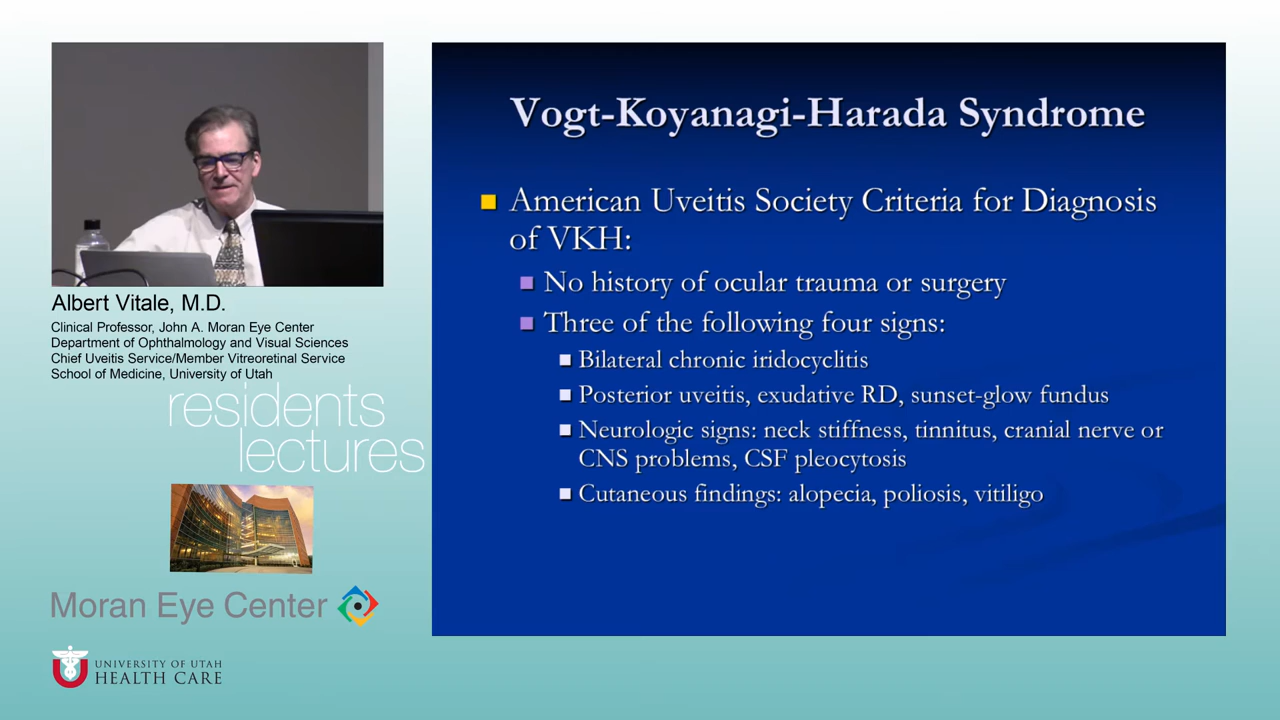 Vogt-Koyanagi-Harada Syndrome
American Uveitis Society Criteria for Diagnosis
of VKH:
No history of ocular trauma or surgery
Three of the following four signs:
Bilateral chronic iridocyclitis
Posterior uveitis, exudative RD, sunset-glow fundus
Neurologic signs: neck stiffness, tinnitus, cranial nerve or
CNS problems, CSF pleocytosis
Cutaneous findings: alopecia, poliosis, vitiligo
Albert Vitale, M.D.
Clinical Professor, John A. Moran Eye Center
Department of Ophthalmology and Visual Sciences
Chief Uveitis Service/Member Vitreoretinal Service
School of Medicine, University of Utah
residents
lectures
Moran Eye Center
UNIVERSITY OF UTAH
HEALTH CARE